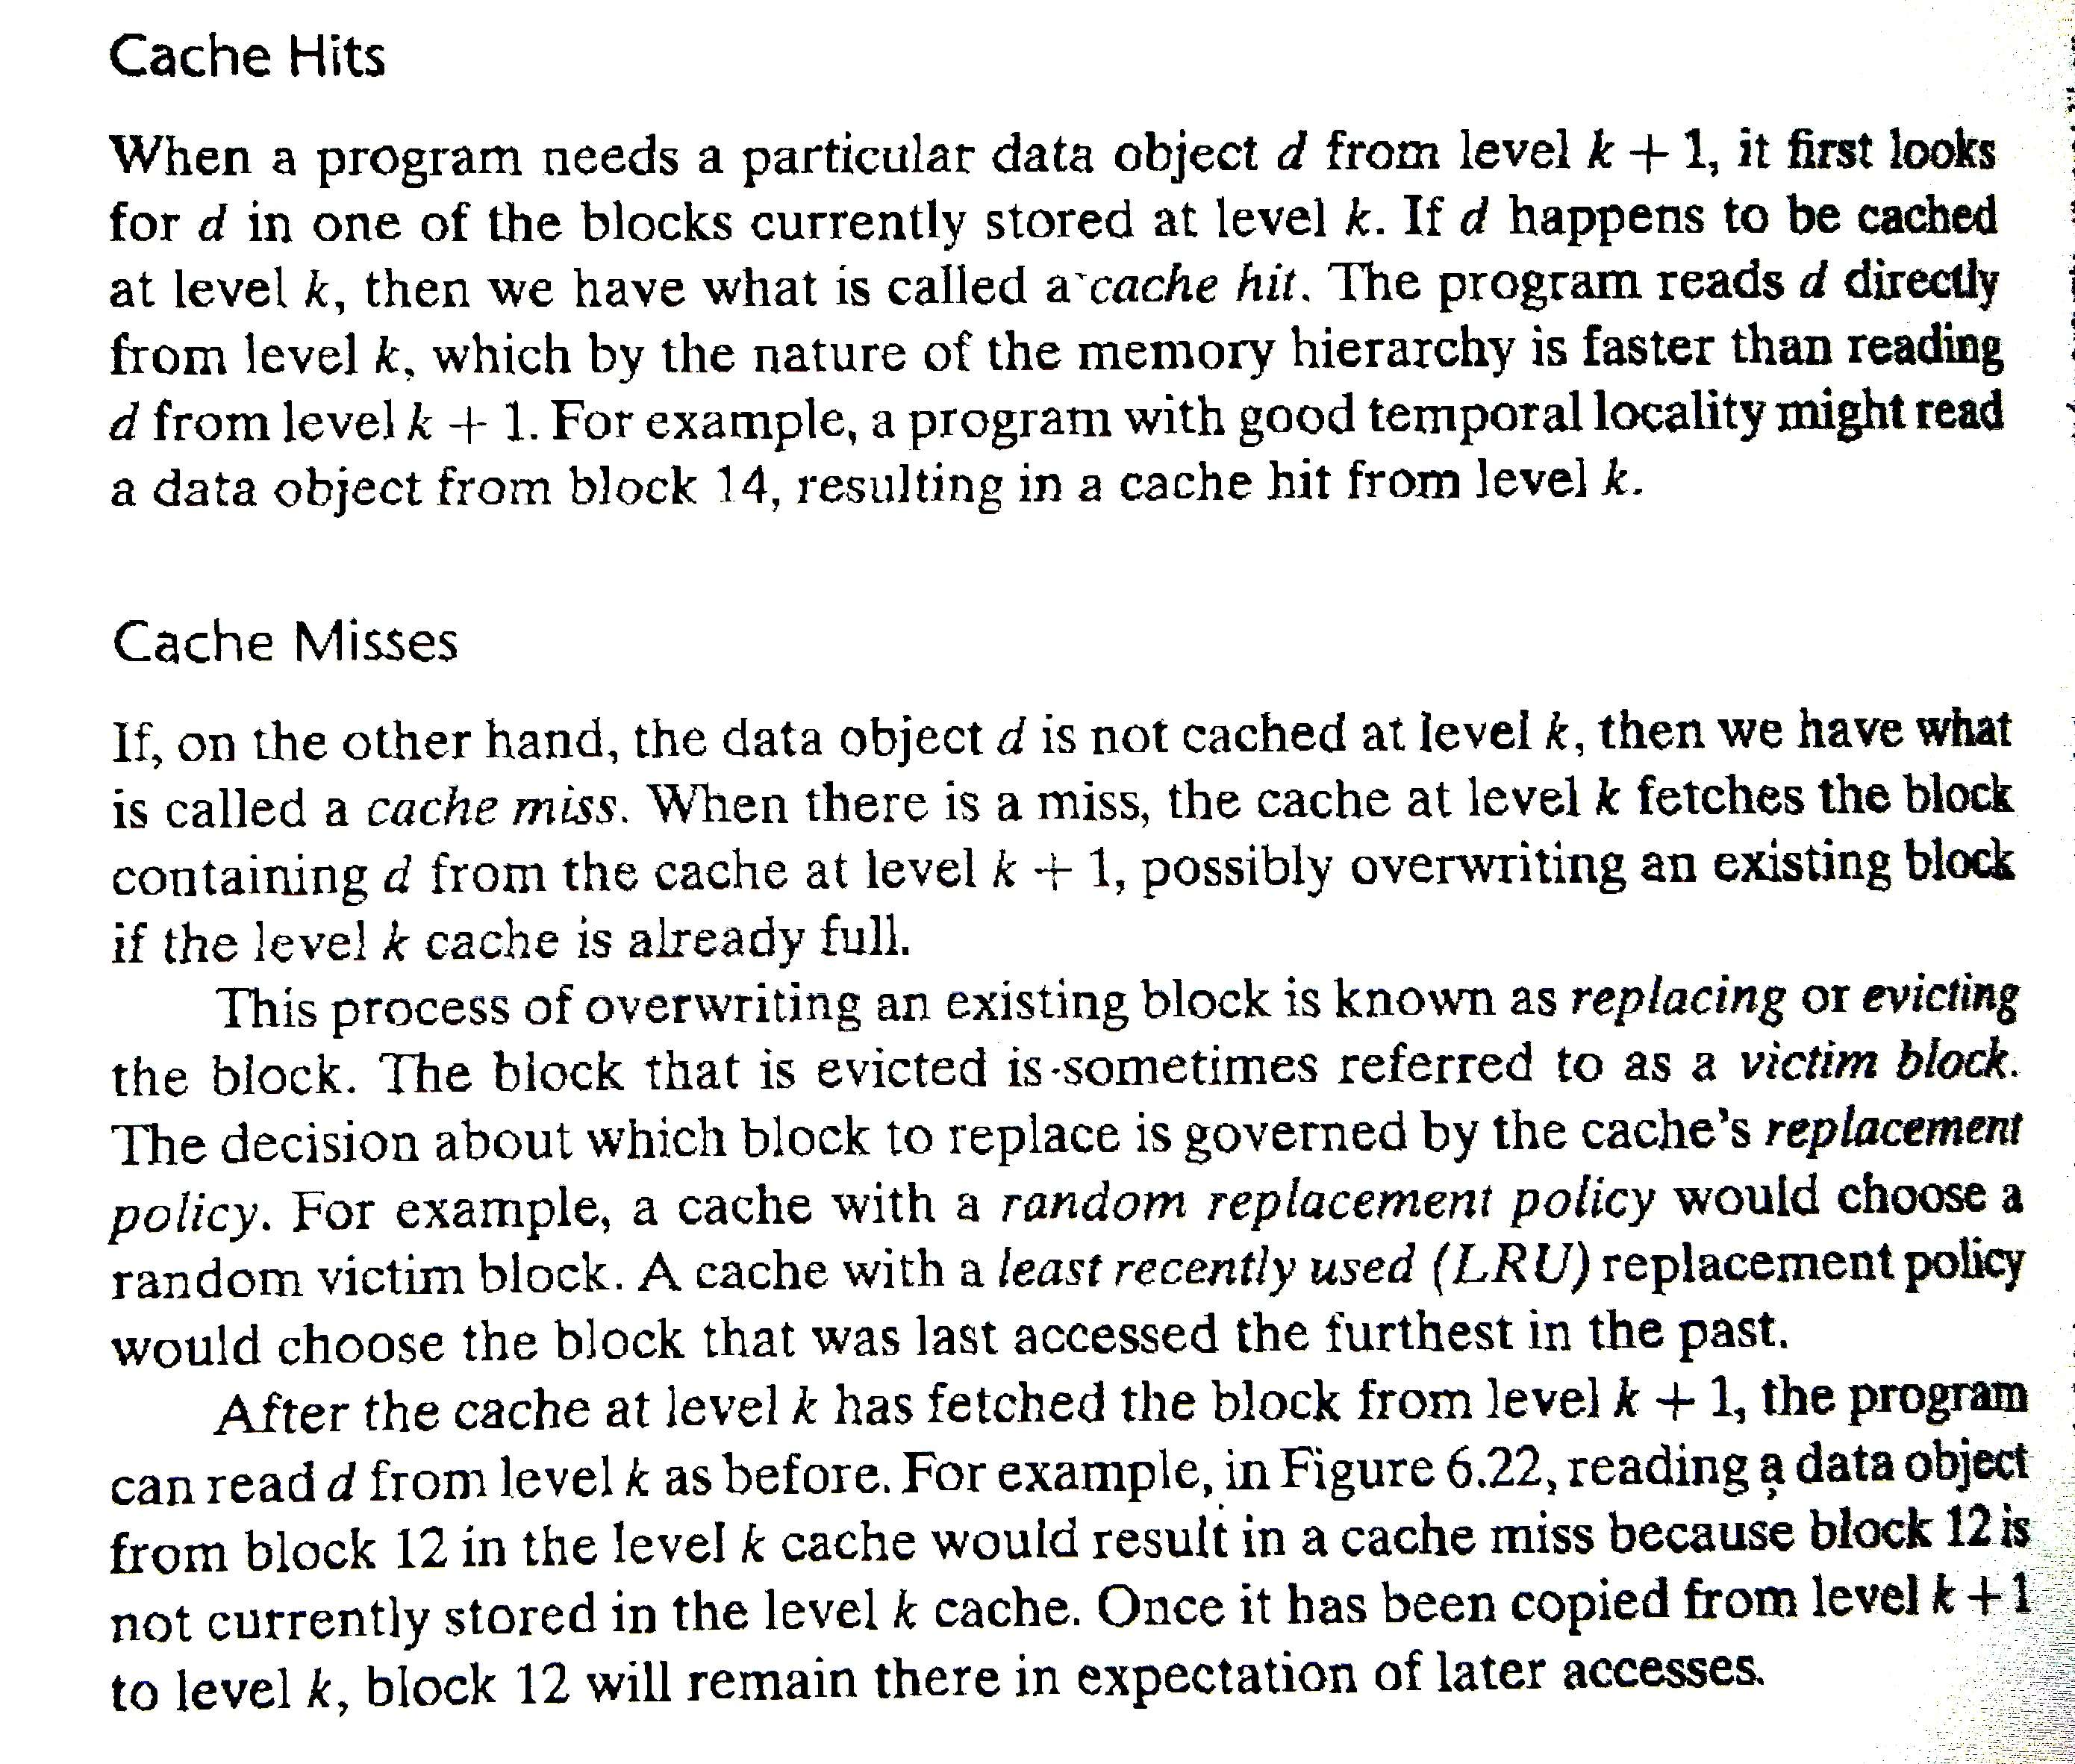 Cache Hits
When a program needs a particular data object d from level k + 1, it first looks
for d in one of the blocks currently stored at level k. If d happens to be cached
at level k, then we have what is called a cache hit. The program reads d directly
from level k, which by the nature of the memory hierarchy is faster than reading
d from level k + 1. For example, a program with good temporal locality might read
a data object from block 14, resulting in a cache hit from level k.
Cache Misses
If, on the other hand, the data object d is not cached at level k, then we have what
is called a cache miss. When there is a miss, the cache at level k fetches the block
containing d from the cache at level k + 1, possibly overwriting an existing block
if the level k cache is already full.
This process of overwriting an existing block is known as replacing or evicting
the block. The block that is evicted is sometimes referred to as a victim block.
The decision about which block to replace is governed by the cache's replacement
policy. For example, a cache with a random replacement policy would choose a
random victim block. A cache with a least recently used (LRU) replacement policy
would choose the block that was last accessed the furthest in the past.
After the cache at level k has fetched the block from level k + 1, the program
can read d from level k as before. For example, in Figure 6.22, reading a data object
from block 12 in the level k cache would result in a cache miss because block 12 is
not currently stored in the level k cache. Once it has been copied from level k + 1
to level k, block 12 will remain there in expectation of later accesses.